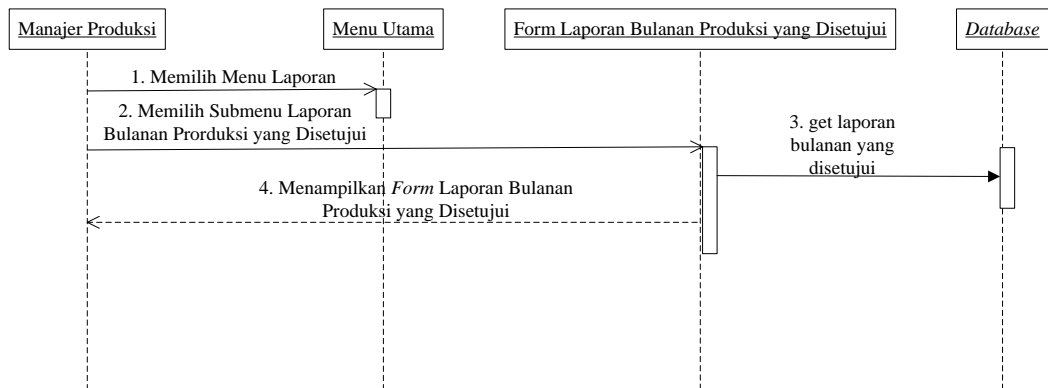 Manajer Produksi
Menu Utama
Form Laporan Bulanan Produksi yang Disetujui
Database
1. Memilih Menu Laporan
2. Memilih Submenu Laporan
Bulanan Prorduksi yang Disetujui
3. get laporan
bulanan yang
disetujui
4. Menampilkan Form Laporan Bulanan
Produksi yang Disetujui